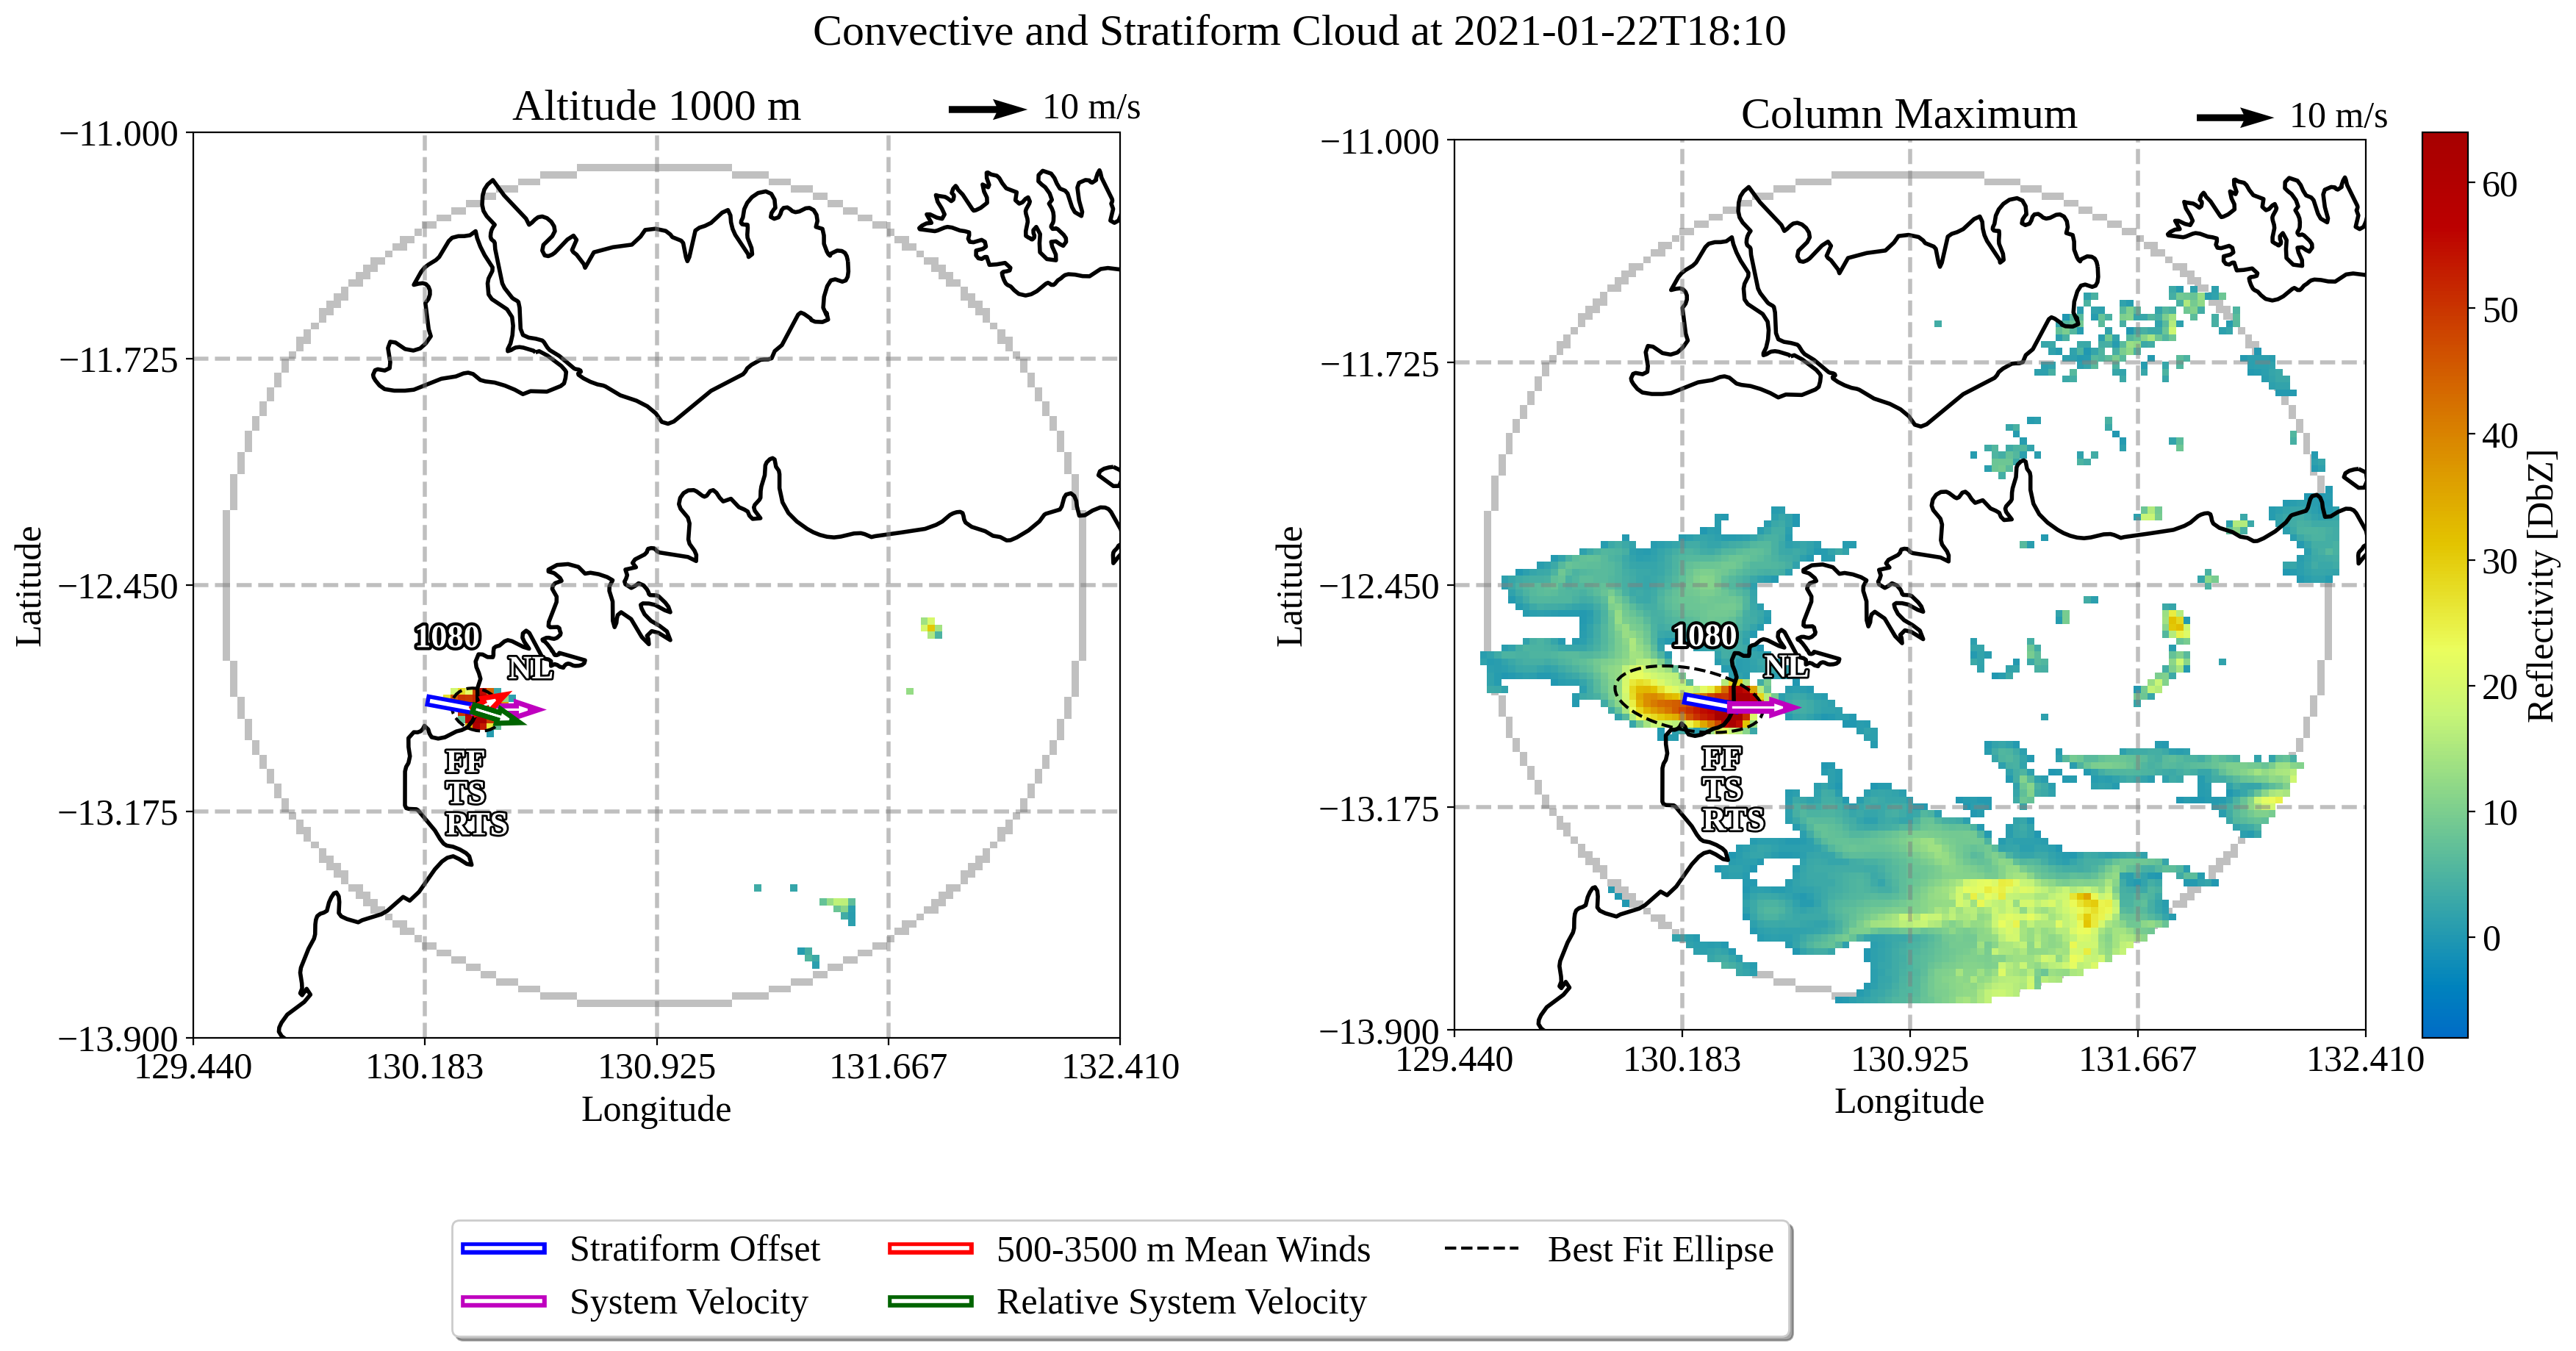 Convective and Stratiform Cloud at 2021-01-22T18:10
Altitude 1000 m
10 m/s
−11.000
−11.725
−12.450
−13.175
−13.900
Latitude
1080
NL
FF
TS
RTS
129.440
130.183
130.925
131.667
132.410
Longitude
Column Maximum
10 m/s
−11.000
−11.725
−12.450
−13.175
−13.900
Latitude
1080
NL
FF
TS
RTS
129.440
130.183
130.925
131.667
132.410
Longitude
60
50
40
30
20
10
0
Reflectivity [DbZ]
Stratiform Offset
System Velocity
500-3500 m Mean Winds
Relative System Velocity
Best Fit Ellipse